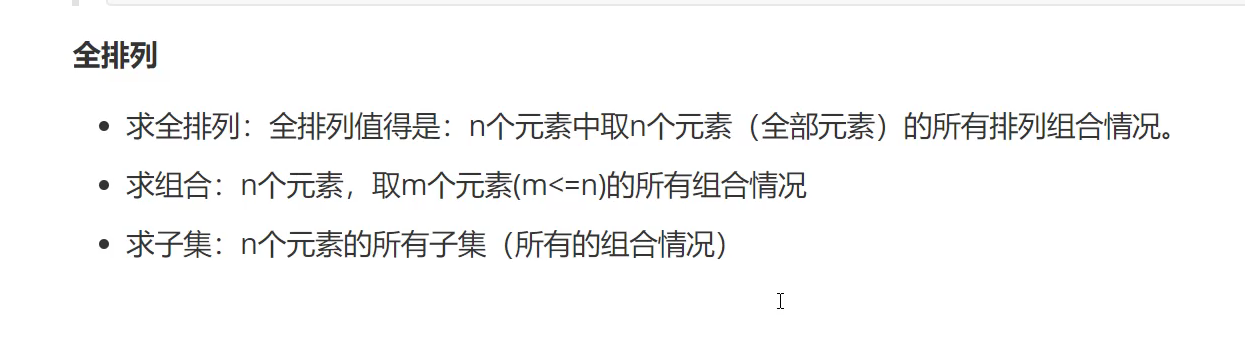 全排列
求全排列：全排列值得是：n个元素中取n个元素（全部元素）的所有排列组合情况。
求组合：n个元素，取m个元素(m<=n)的所有组合情况
求子集：n个元素的所有子集（所有的组合情况）